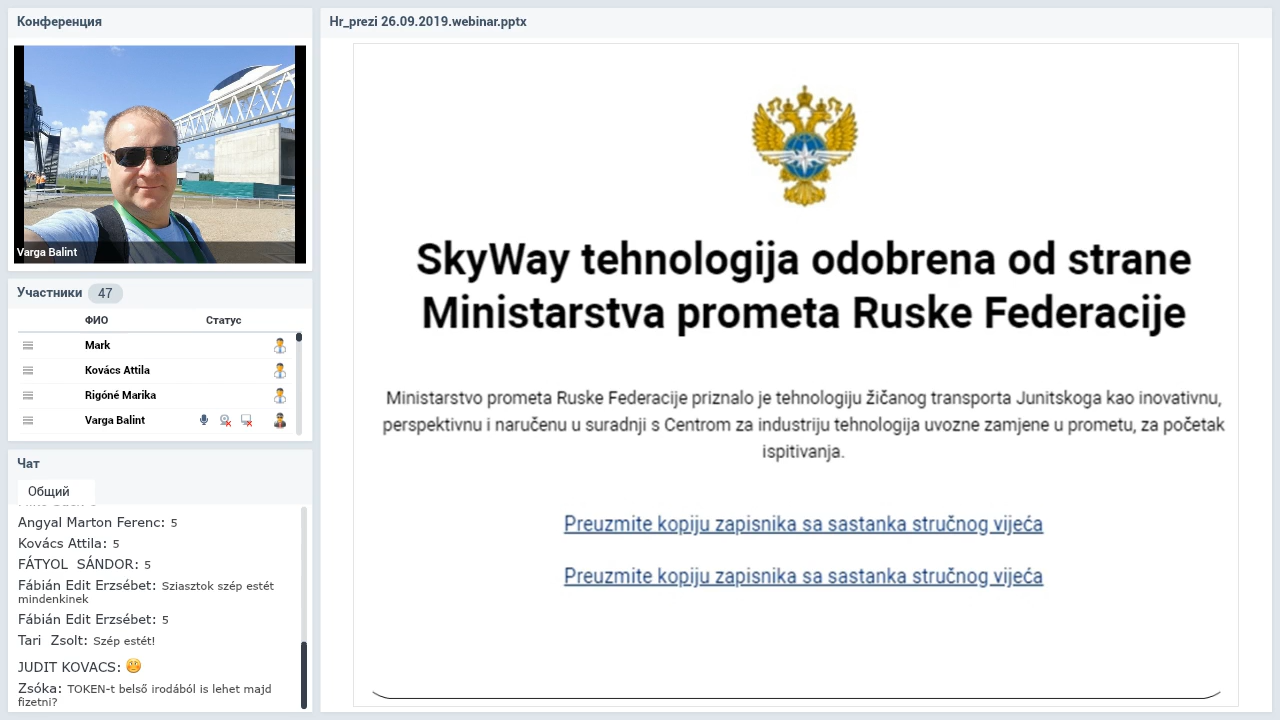 Конференция
Varga Balint
Участники 47
ФИО Статус
Mark
Kovács Attila
Rigóné Marika
Varga Balint
Чат
Общий
Angyal Marton Ferenc: 5
Kovács Attila: 5
FÁTYOL SÁNDOR: 5
Fábián Edit Erzsébet: Sziasztok szép estét
mindenkinek
Fábián Edit Erzsébet: 5
Tari Zsolt: Szép estét!
JUDIT KOVACS:
Zsóka: TOKEN-t belső irodából is lehet majd
fizetni?
Hr_prezi 26.09.2019.webinar.pptx
SkyWay tehnologija odobrena od strane
Ministarstva prometa Ruske Federacije
Ministarstvo prometa Ruske Federacije priznalo je tehnologiju žičanog transporta Junitskoga kao inovativnu,
perspektivnu i naručenu u suradnji s Centrom za industriju tehnologija uvozne zamjene u prometu, za početak
ispitivanja.
Preuzmite kopiju zapisnika sa sastanka stručnog vijeća
Preuzmite kopiju zapisnika sa sastanka stručnog vijeća